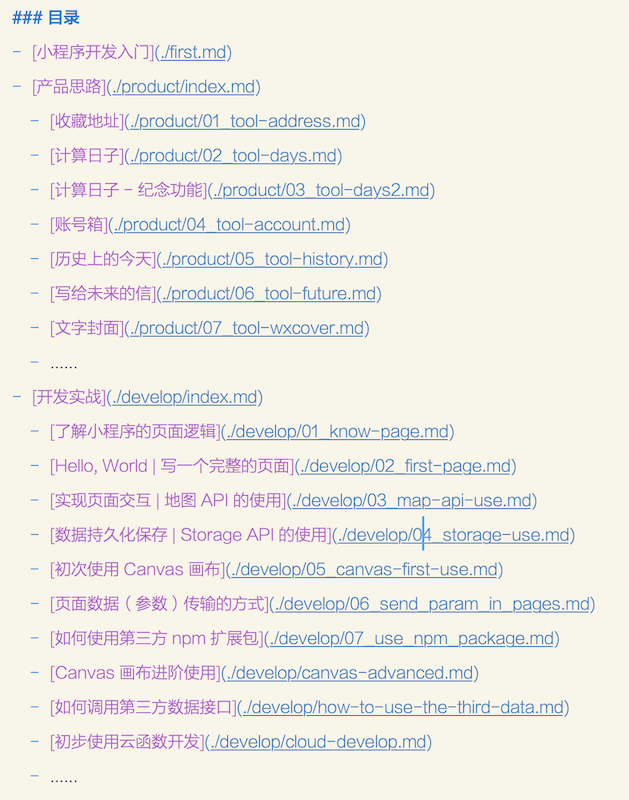 ### 目录
- [小程序开发入门](./first.md)
- [产品思路](./product/index.md)
- [收藏地址](./product/01_tool-address.md)
- [计算日子](./product/02_tool-days.md)
- [计算日子 - 纪念功能](./product/03_tool-days2.md)
- [账号箱](./product/04_tool-account.md)
- [历史上的今天](./product/05_tool-history.md)
- [写给未来的信](./product/06_tool-future.md)
- [文字封面](./product/07_tool-wxcover.md)
- ......
- [开发实战](./develop/index.md)
- [了解小程序的页面逻辑](./develop/01_know-page.md)
- [Hello, World | 写一个完整的页面](./develop/02_first-page.md)
- [实现页面交互 | 地图 API 的使用](./develop/03_map-api-use.md)
- [数据持久化保存 | Storage API 的使用](./develop/04_storage-use.md)
- [初次使用 Canvas 画布](./develop/05_canvas-first-use.md)
- [页面数据（参数）传输的方式](./develop/06_send_param_in_pages.md)
- [如何使用第三方 npm 扩展包](./develop/07_use_npm_package.md)
- [Canvas 画布进阶使用](./develop/canvas-advanced.md)
- [如何调用第三方数据接口](./develop/how-to-use-the-third-data.md)
- [初步使用云函数开发](./develop/cloud-develop.md)
- ......